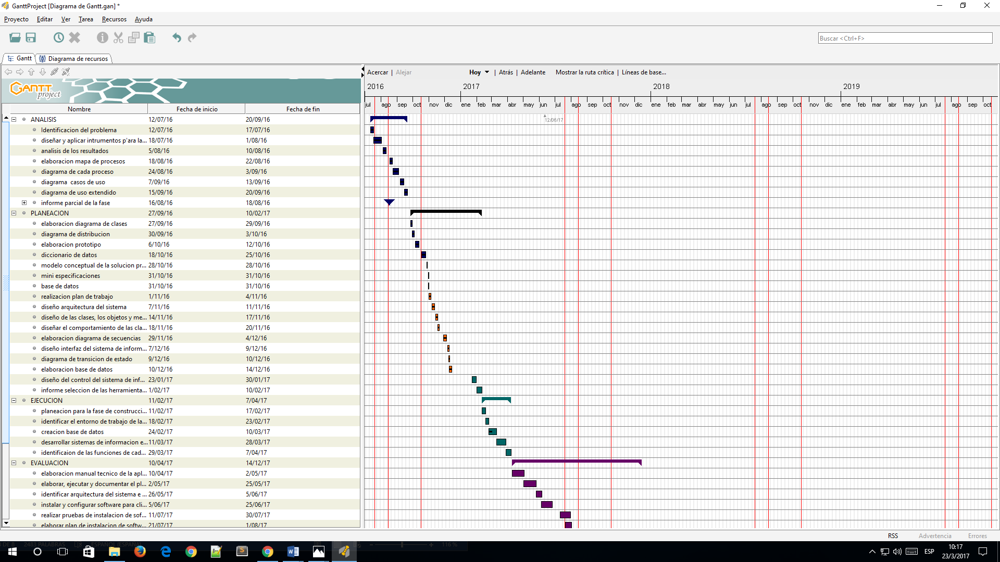 GanttProject [Diagrama de Gantt.gan] *
Proyecto Editar Ver Tarea Recursos Ayuda
Buscar <Ctrl+F>
Gantt Diagrama de recursos
Acercar | Alejar Hoy | Atrás | Adelante Mostrar la ruta crítica | Líneas de base...
GANTT project
2016 2017 2018 2019
jul ago sep oct nov dic ene feb mar abr may jun jul ago sep oct nov dic ene feb mar abr may jun jul ago sep oct nov dic ene feb mar abr may jun jul ago sep oct
Nombre Fecha de inicio Fecha de fin
12/06/17
ANALISIS 12/07/16 20/09/16
Identificacion del problema 12/07/16 17/07/16
diseñar y aplicar intrumentos p'ara la... 18/07/16 1/08/16
analisis de los resultados 5/08/16 10/08/16
elaboracion mapa de procesos 18/08/16 22/08/16
diagrama de cada proceso 24/08/16 3/09/16
diagrama casos de uso 7/09/16 13/09/16
diagrama de uso extendido 15/09/16 20/09/16
informe parcial de la fase 16/08/16 18/08/16
PLANEACION 27/09/16 10/02/17
elaboracion diagrama de clases 27/09/16 29/09/16
diagrama de distribucion 30/09/16 3/10/16
elaboracion prototipo 6/10/16 12/10/16
diccionario de datos 18/10/16 25/10/16
modelo conceptual de la solucion pr... 28/10/16 28/10/16
mini especificaciones 31/10/16 31/10/16
base de datos 31/10/16 31/10/16
realizacion plan de trabajo 1/11/16 4/11/16
diseño arquitectura del sistema 7/11/16 11/11/16
diseño de las clases, los objetos y me... 14/11/16 17/11/16
diseñar el comportamiento de las cla... 18/11/16 20/11/16
elaboracion diagrama de secuencias 29/11/16 4/12/16
diseño interfaz del sistema de inform... 7/12/16 9/12/16
diagrama de transicion de estado 9/12/16 10/12/16
elaboracion base de datos 10/12/16 14/12/16
diseño del control del sistema de inf... 23/01/17 30/01/17
informe seleccion de las herramienta... 1/02/17 10/02/17
EJECUCION 11/02/17 7/04/17
planeacion para la fase de construcci... 11/02/17 17/02/17
identificar el entorno de trabajo de la... 18/02/17 23/02/17
creacion base de datos 24/02/17 10/03/17
desarrollar sistemas de informacion e... 11/03/17 28/03/17
identificaion de las funciones de cad... 29/03/17 7/04/17
EVALUACION 10/04/17 14/12/17
elaboracion manual tecnico de la apl... 10/04/17 2/05/17
elaborar, ejecutar y documentar el pl... 2/05/17 25/05/17
identificar arquitectura del sistema e ... 26/05/17 5/06/17
instalar y configurar software para cli... 5/06/17 25/06/17
realizar pruebas de instalacion de sof... 11/07/17 30/07/17
elaborar plan de instalacion de softw... 21/07/17 1/08/17
RSS Advertencia Errores
DE 8 2483 PALABRAS ESPAÑOL (ESPAÑA) 116 %
ESP
10:17
23/3/2017